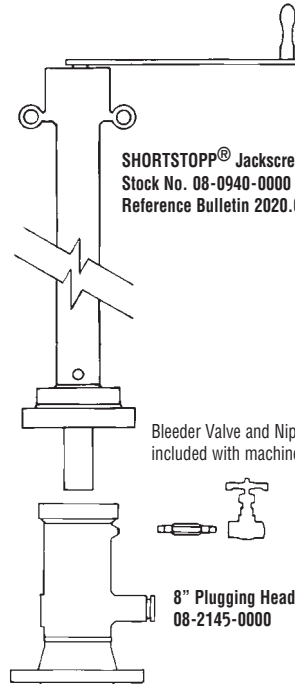 SHORTSTOPP® Jackscre
Stock No. 08-0940-0000
Reference Bulletin 2020.
Bleeder Valve and Nip
included with machine
8” Plugging Head
08-2145-0000